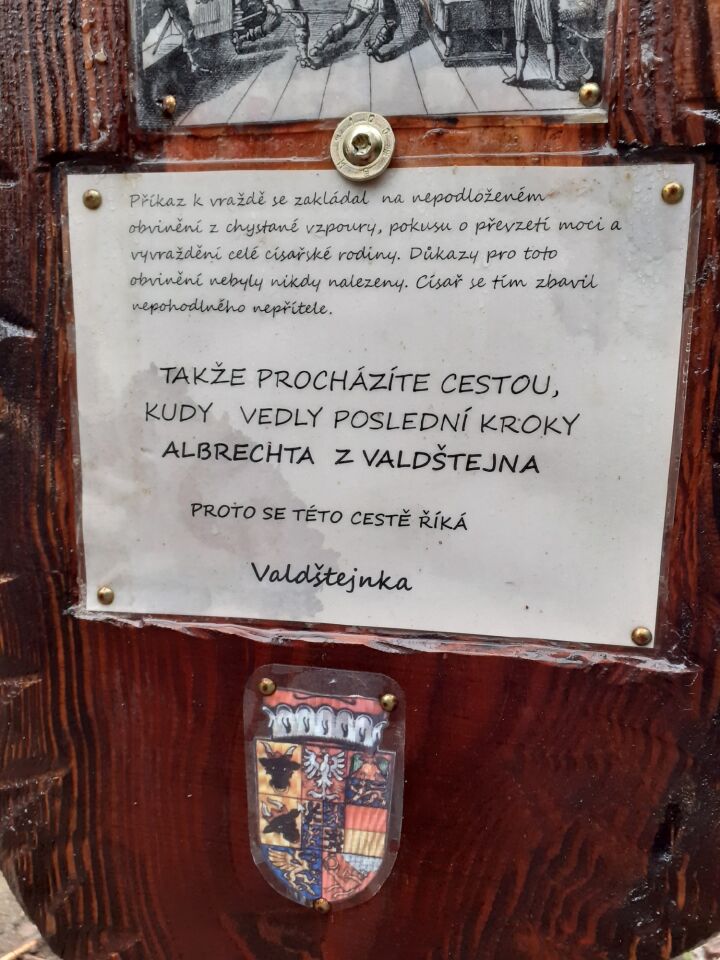 Příkaz k vraždě se zakládal na nepodloženém
obvinění z chystané vzpoury, pokusu o převzetí moci a
vyvraždění celé císařské rodiny. Důkazy pro toto
obvinění nebyly nikdy nalezeny. Císař se tím zbavil
nepohodlného nepřítele.
TAKŽE PROCHÁZÍTE CESTOU,
KUDY VEDLY POSLEDNÍ KROKY
ALBRECHTA Z VALDŠTEJNA
PROTO SE TÉTO CESTĚ ŘÍKÁ
Valdštejnka